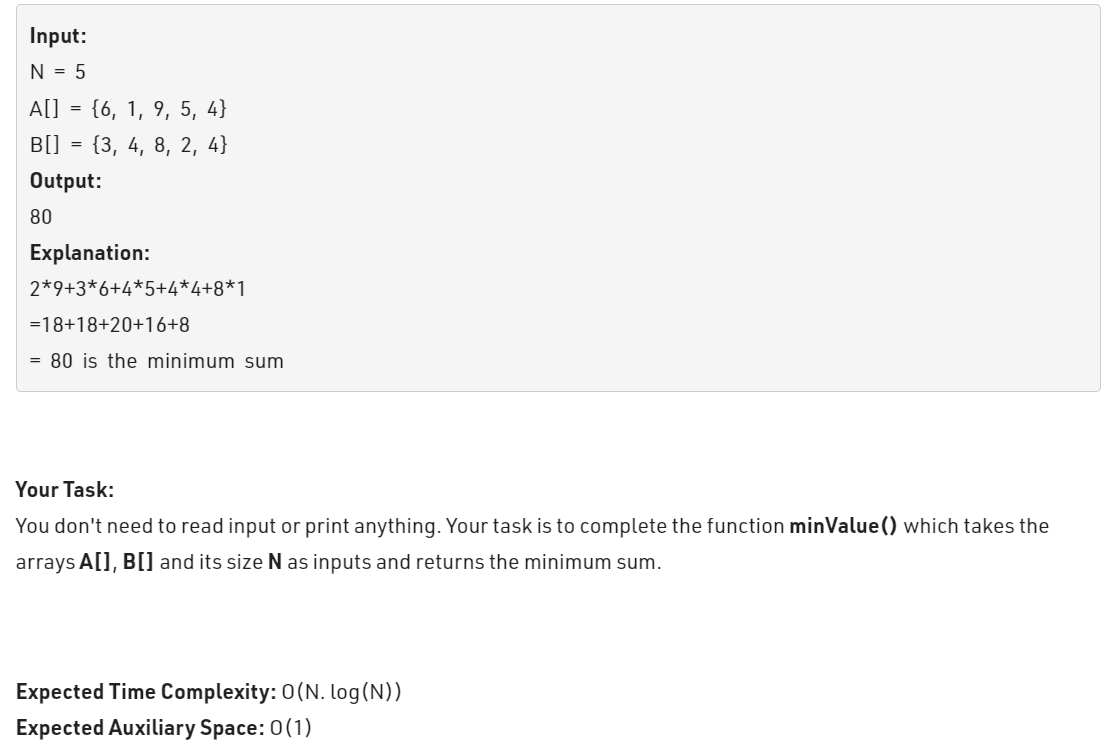 Input:
N = 5
A[] = {6, 1, 9, 5, 4}
B[] = {3, 4, 8, 2, 4}
Output:
80
Explanation:
2*9+3*6+4*5+4*4+8*1
=18+18+20+16+8
= 80 is the minimum sum
Your Task:
You don't need to read input or print anything. Your task is to complete the function minValue() which takes the
arrays A[], B[] and its size N as inputs and returns the minimum sum.
Expected Time Complexity: O(N. log(N))
Expected Auxiliary Space: O(1)